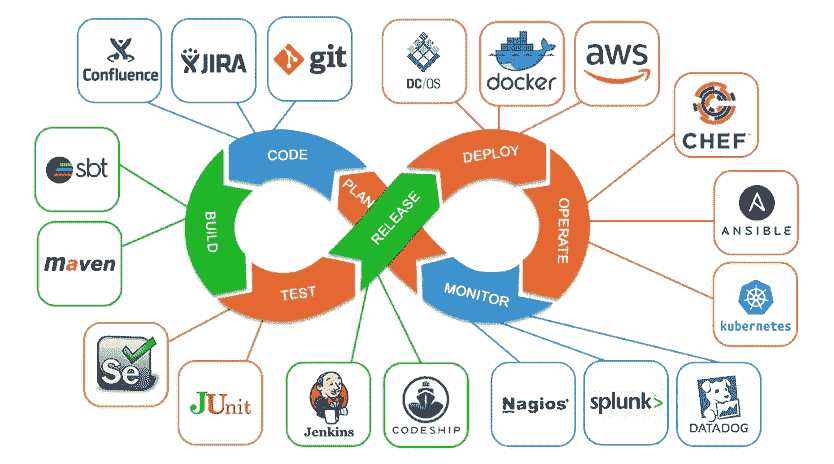 Confluence
JIRA
git
DC/OS
docker
aws
CHEF
sbt
CODE
PLAN
RELEASE
DEPLOY
BUILD
OPERATE
ANSIBLE
maven
TEST
MONITOR
kubernetes
Se
JUnit
Jenkins
CODESHIP
Nagios®
splunk>
DATADOG